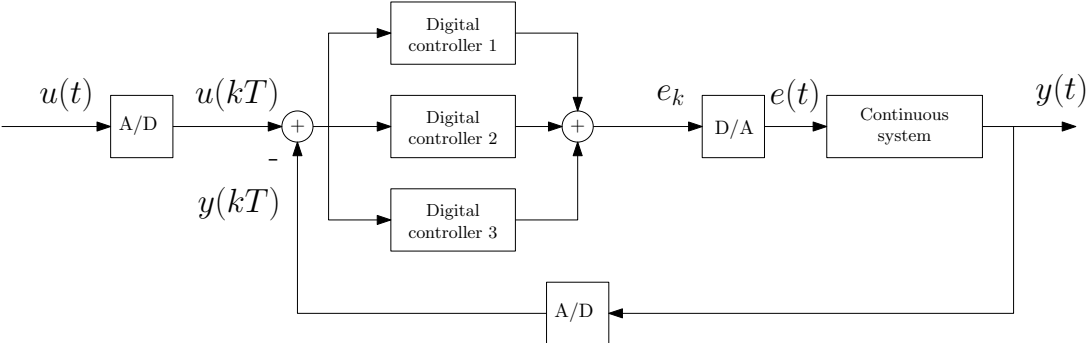 Digital
controller 1
u(t)
A/D
u(kT)
+
-
Digital
controller 2
+
e_k
D/A
e(t)
Continuous
system
y(t)
y(kT)
Digital
controller 3
A/D